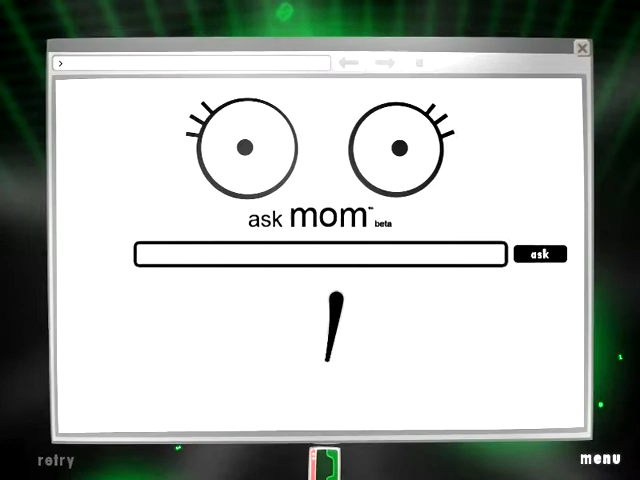 >
ask mom™ beta
ask
retry
menu